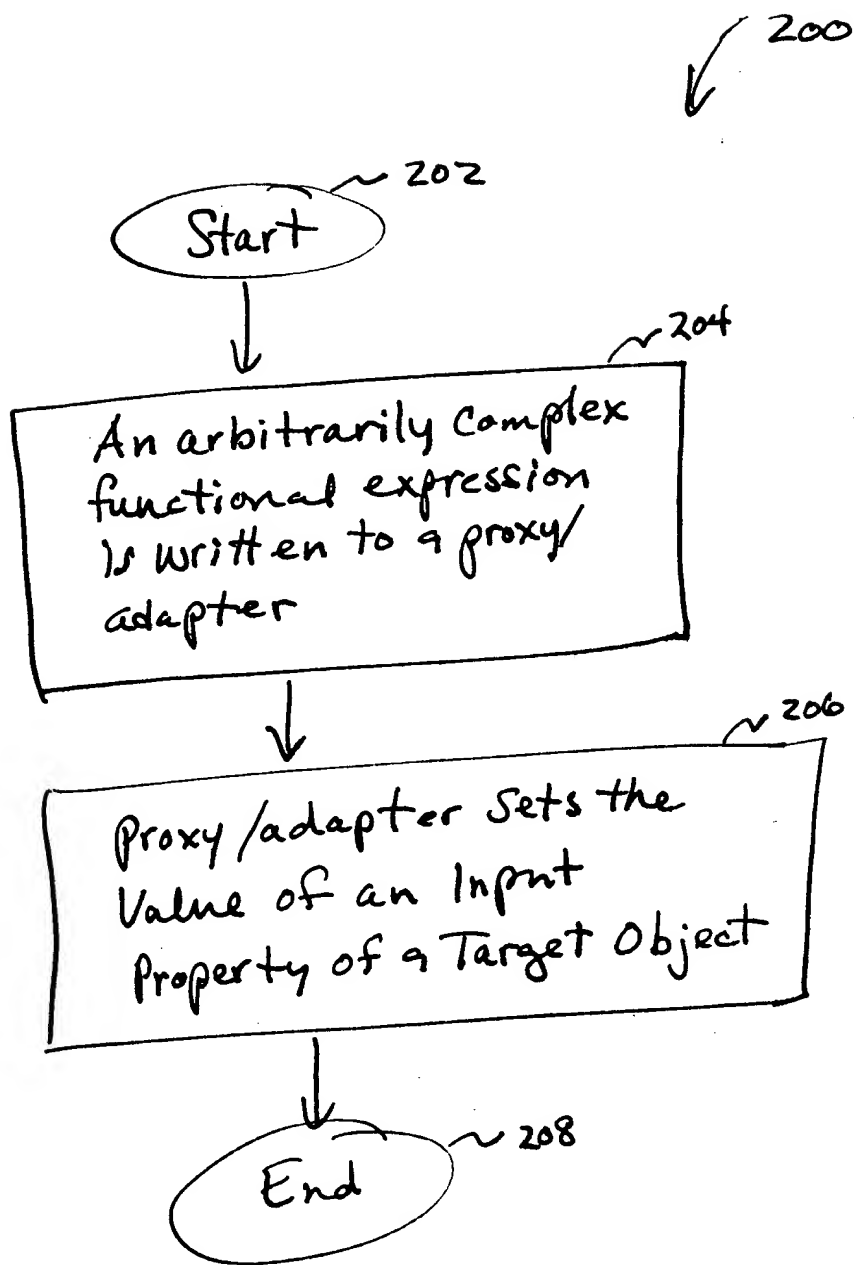 200
202
Start
204
An arbitrarily complex
functional expression
is written to a proxy/
adapter
206
Proxy/adapter Sets the
Value of an Input
Property of a Target Object
208
End